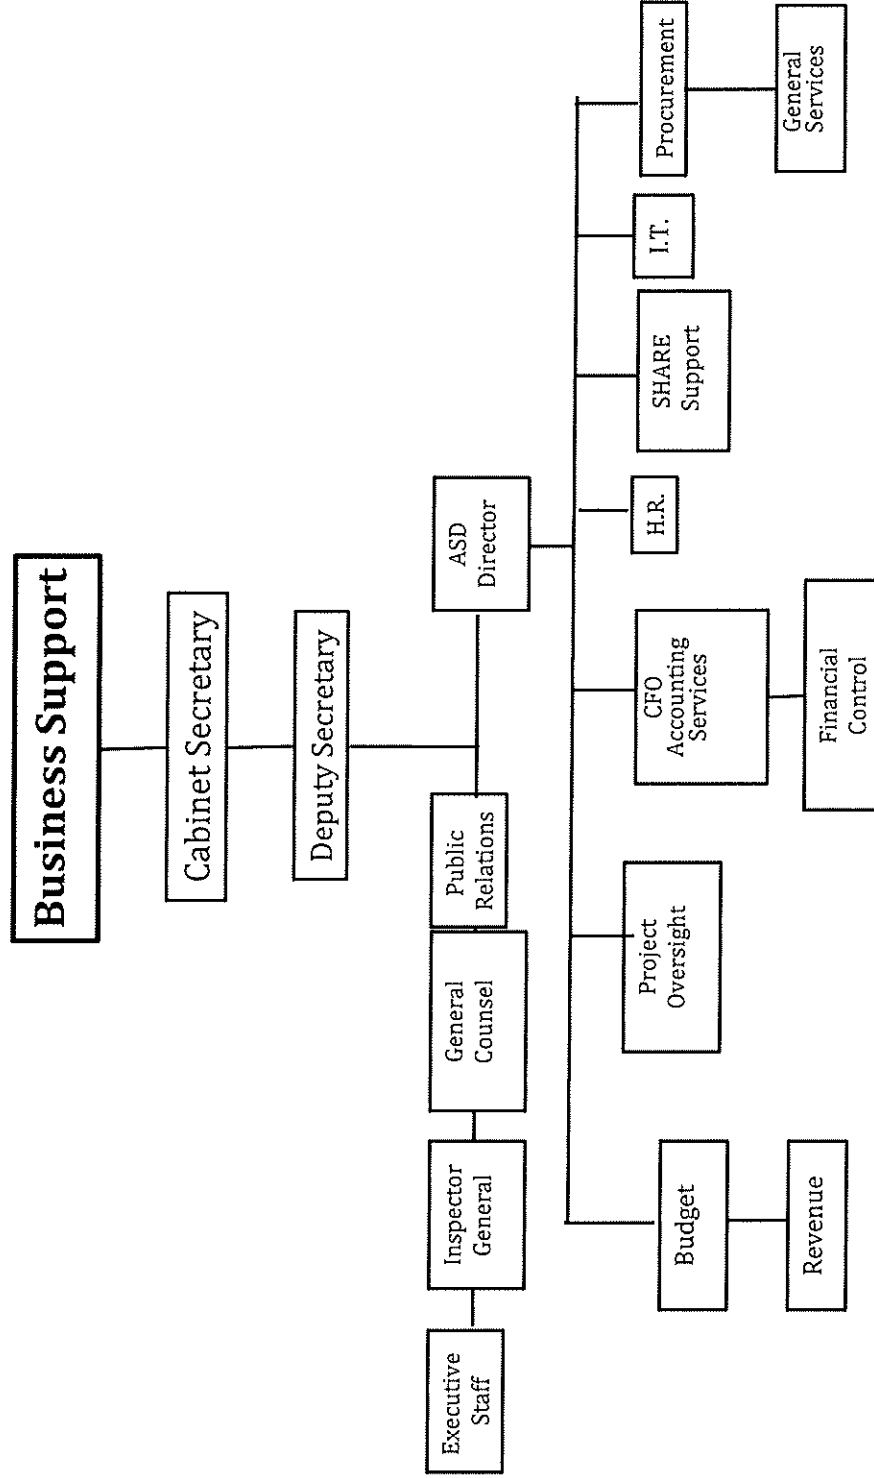 Business Support
Cabinet Secretary
Deputy Secretary
Executive
Staff
Inspector
General
General
Counsel
Public
Relations
ASD
Director
Budget
Project
Oversight
CFO
Accounting
Services
H.R.
SHARE
Support
I.T.
Procurement
Revenue
Financial
Control
General
Services